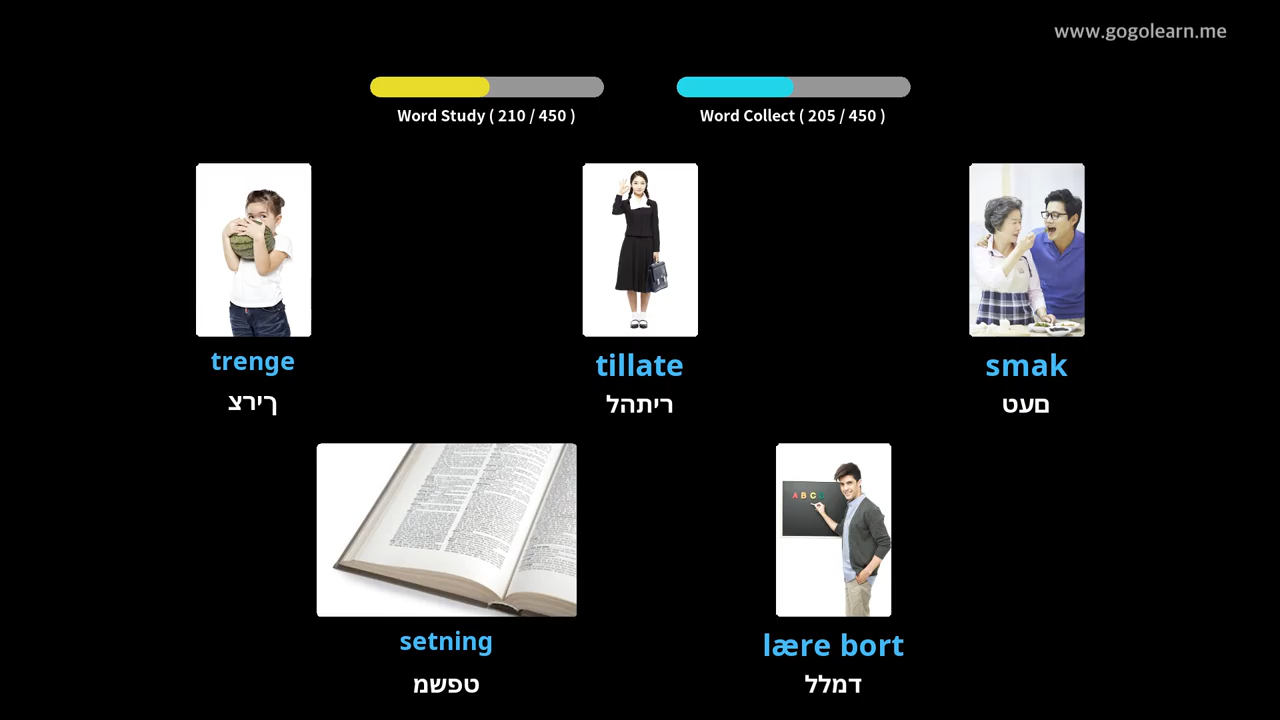 www.gogolearn.me
Word Study ( 210 / 450 )
Word Collect ( 205 / 450 )
trenge
ךירצ
tillate
ריתהל
smak
םעט
setning
טפשמ
lære bort
דמלל
A B C